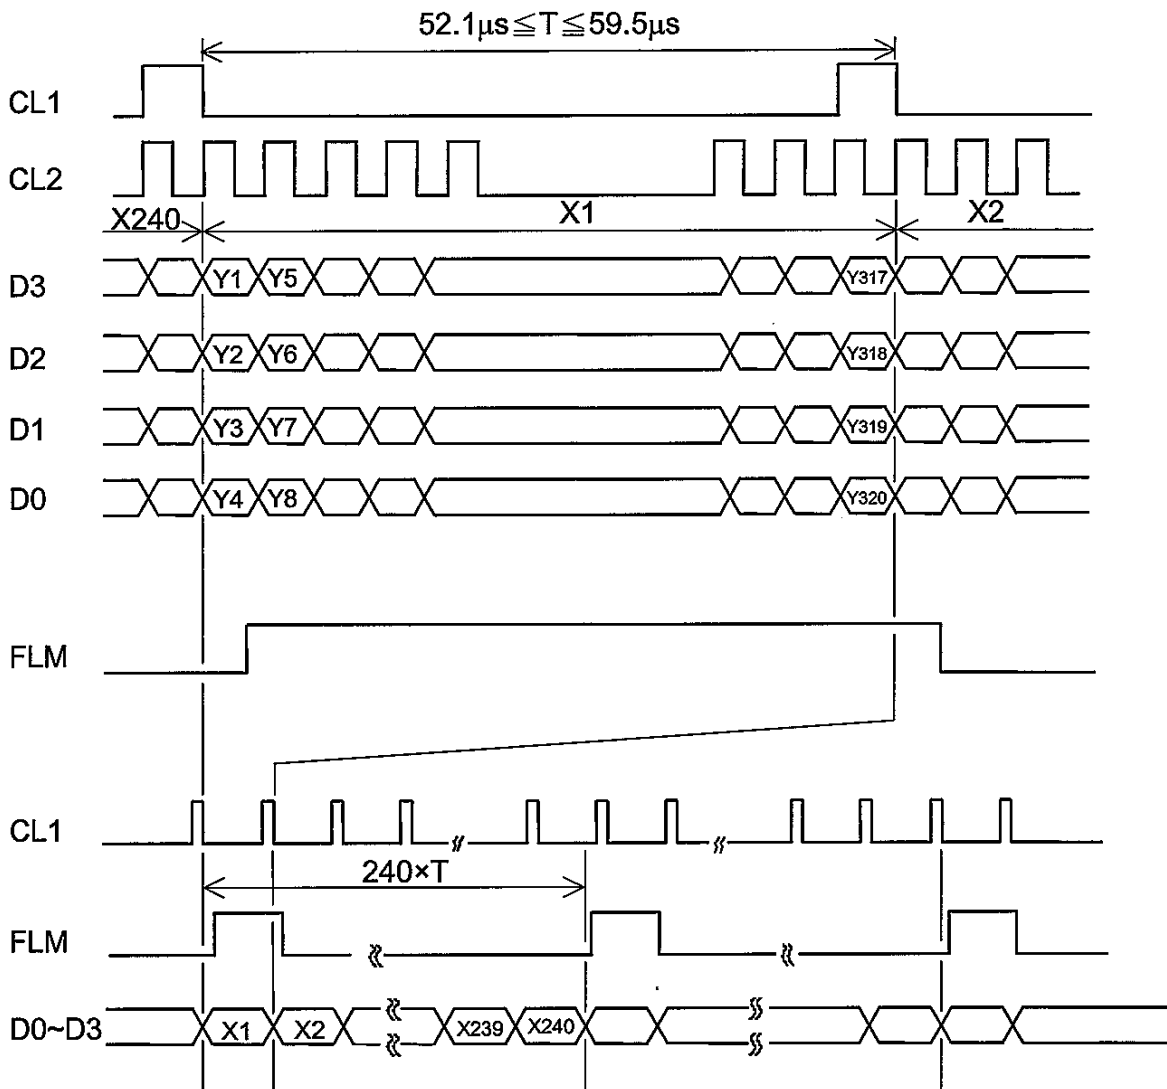 52.1μs≦T≦59.5μs
CL1
CL2
X240 X1 X2
D3 Y1 Y5 Y317
D2 Y2 Y6 Y318
D1 Y3 Y7 Y319
D0 Y4 Y8 Y320
FLM
CL1
240×T
FLM
D0~D3 X1 X2 X239 X240